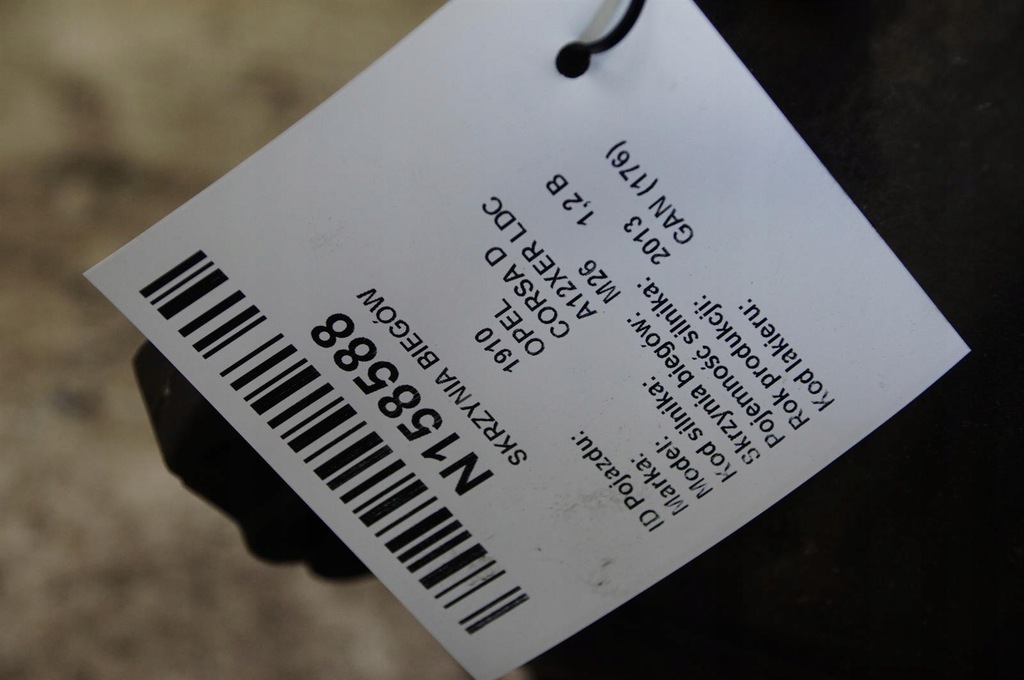 N158588
SKRZYNIA BIEGÓW
ID Pojazdu: 1910
Marka: OPEL
Model: CORSA D
Kod silnika: A12XER LDC
Skrzynia biegów: M26
Pojemność silnika: 1,2 B
Rok produkcji: 2013
Kod lakieru: GAN (176)